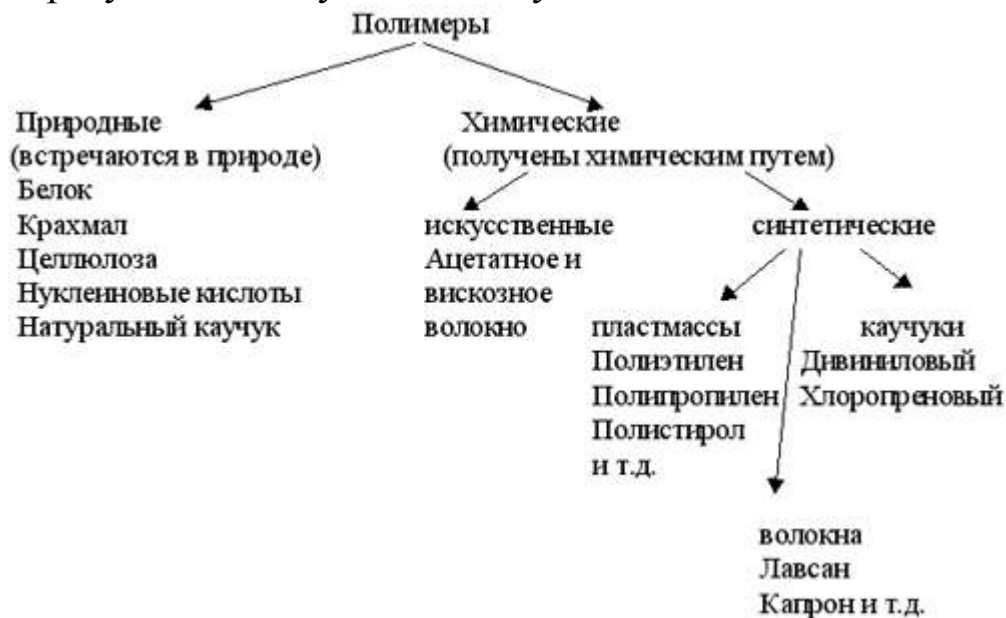 Полимеры
Природные
(встречаются в природе)
Белок
Крахмал
Целлюлоза
Нуклеиновые кислоты
Натуральный каучук
Химические
(получены химическим путем)
искусственные
Ацетатное и
вискозное
волокно
синтетические
пластмассы
Полиэтилен
Полипропилен
Полистирол
и т.д.
каучуки
Дивиниловый
Хлоропреновый
волокна
Лавсан
Капрон и т.д.